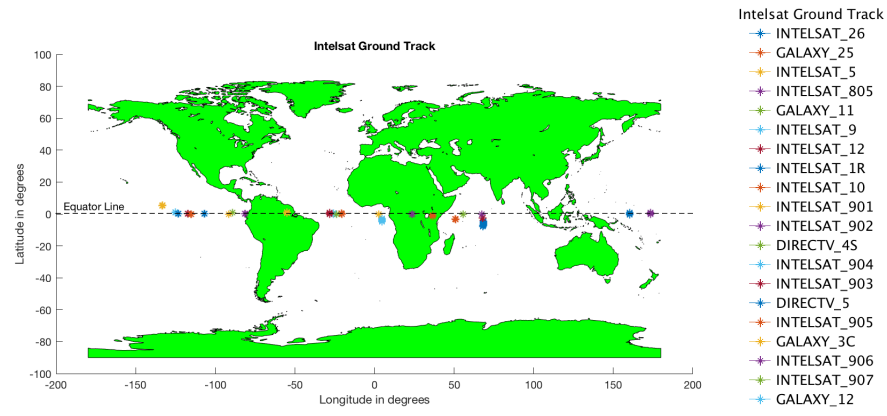 Intelsat Ground Track
Intelsat Ground Track
100
80
60
40
20
0
-20
-40
-60
-80
-100
Latitude in degrees
Equator Line
-200
-150
-100
-50
0
50
100
150
200
Longitude in degrees
INTELSAT_26
GALAXY_25
INTELSAT_5
INTELSAT_805
GALAXY_11
INTELSAT_9
INTELSAT_12
INTELSAT_1R
INTELSAT_10
INTELSAT_901
INTELSAT_902
DIRECTV_4S
INTELSAT_904
INTELSAT_903
DIRECTV_5
INTELSAT_905
GALAXY_3C
INTELSAT_906
INTELSAT_907
GALAXY_12